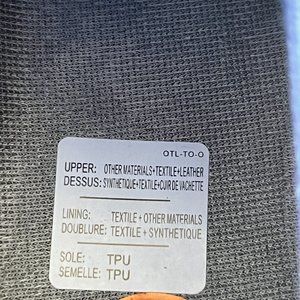 OTL-TO-O
UPPER: OTHER MATERIALS+TEXTILE+LEATHER
DESSUS: SYNTHETIQUE+TEXTILE+CUIR DE VACHETTE
LINING: TEXTILE + OTHER MATERIALS
DOUBLURE: TEXTILE + SYNTHETIQUE
SOLE: TPU
SEMELLE: TPU